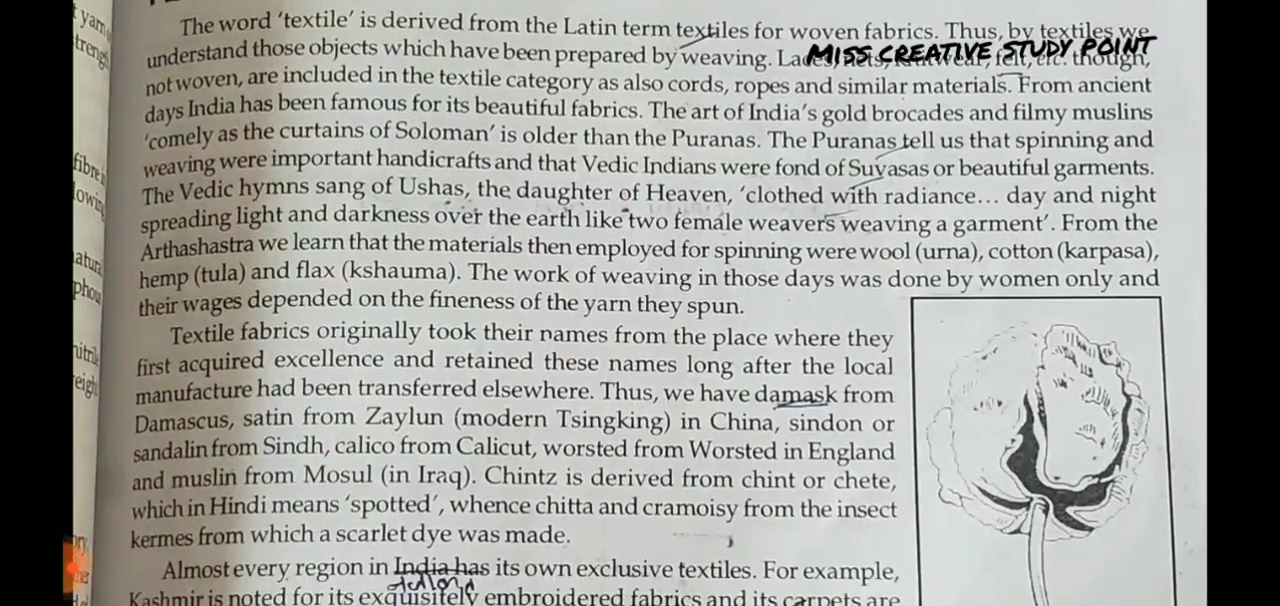 The word 'textile' is derived from the Latin term textiles for woven fabrics. Thus, by textiles we
understand those objects which have been prepared by weaving. Laces, nets, felt, etc. though,
MISS CREATIVE STUDY POINT
not woven, are included in the textile category as also cords, ropes and similar materials. From ancient
days India has been famous for its beautiful fabrics. The art of India's gold brocades and filmy muslins
'comely as the curtains of Soloman' is older than the Puranas. The Puranas tell us that spinning and
weaving were important handicrafts and that Vedic Indians were fond of Suvasas or beautiful garments.
The Vedic hymns sang of Ushas, the daughter of Heaven, 'clothed with radiance... day and night
spreading light and darkness over the earth like two female weavers weaving a garment'. From the
Arthashastra we learn that the materials then employed for spinning were wool (urna), cotton (karpasa),
hemp (tula) and flax (kshauma). The work of weaving in those days was done by women only and
their wages depended on the fineness of the yarn they spun.
Textile fabrics originally took their names from the place where they
first acquired excellence and retained these names long after the local
manufacture had been transferred elsewhere. Thus, we have damask from
Damascus, satin from Zaylun (modern Tsingking) in China, sindon or
sandalin from Sindh, calico from Calicut, worsted from Worsted in England
and muslin from Mosul (in Iraq). Chintz is derived from chint or chete,
which in Hindi means 'spotted', whence chitta and cramoisy from the insect
kermes from which a scarlet dye was made.
Almost every region in India has its own exclusive textiles. For example,
Kashmir is noted for its exquisitely embroidered fabrics and its carpets are